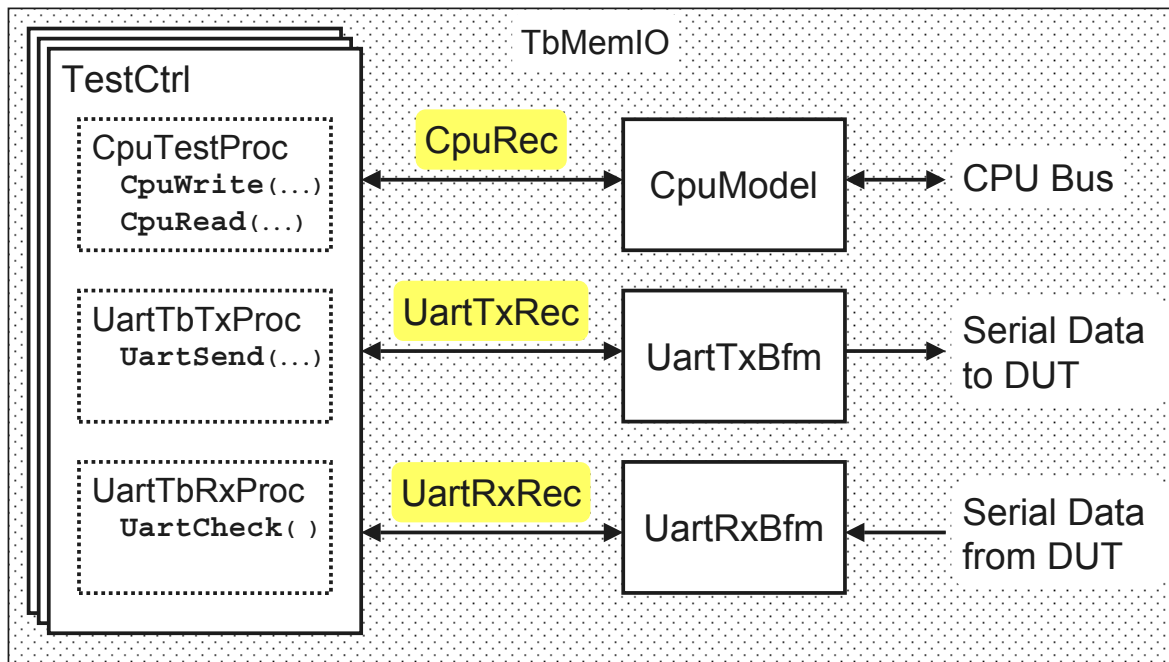 TbMemIO
TestCtrl
CpuTestProc
CpuWrite(...)
CpuRead(...)
CpuRec
CpuModel
CPU Bus
UartTbTxProc
UartSend(...)
UartTxRec
UartTxBfm
Serial Data
to DUT
UartTbRxProc
UartCheck( )
UartRxRec
UartRxBfm
Serial Data
from DUT